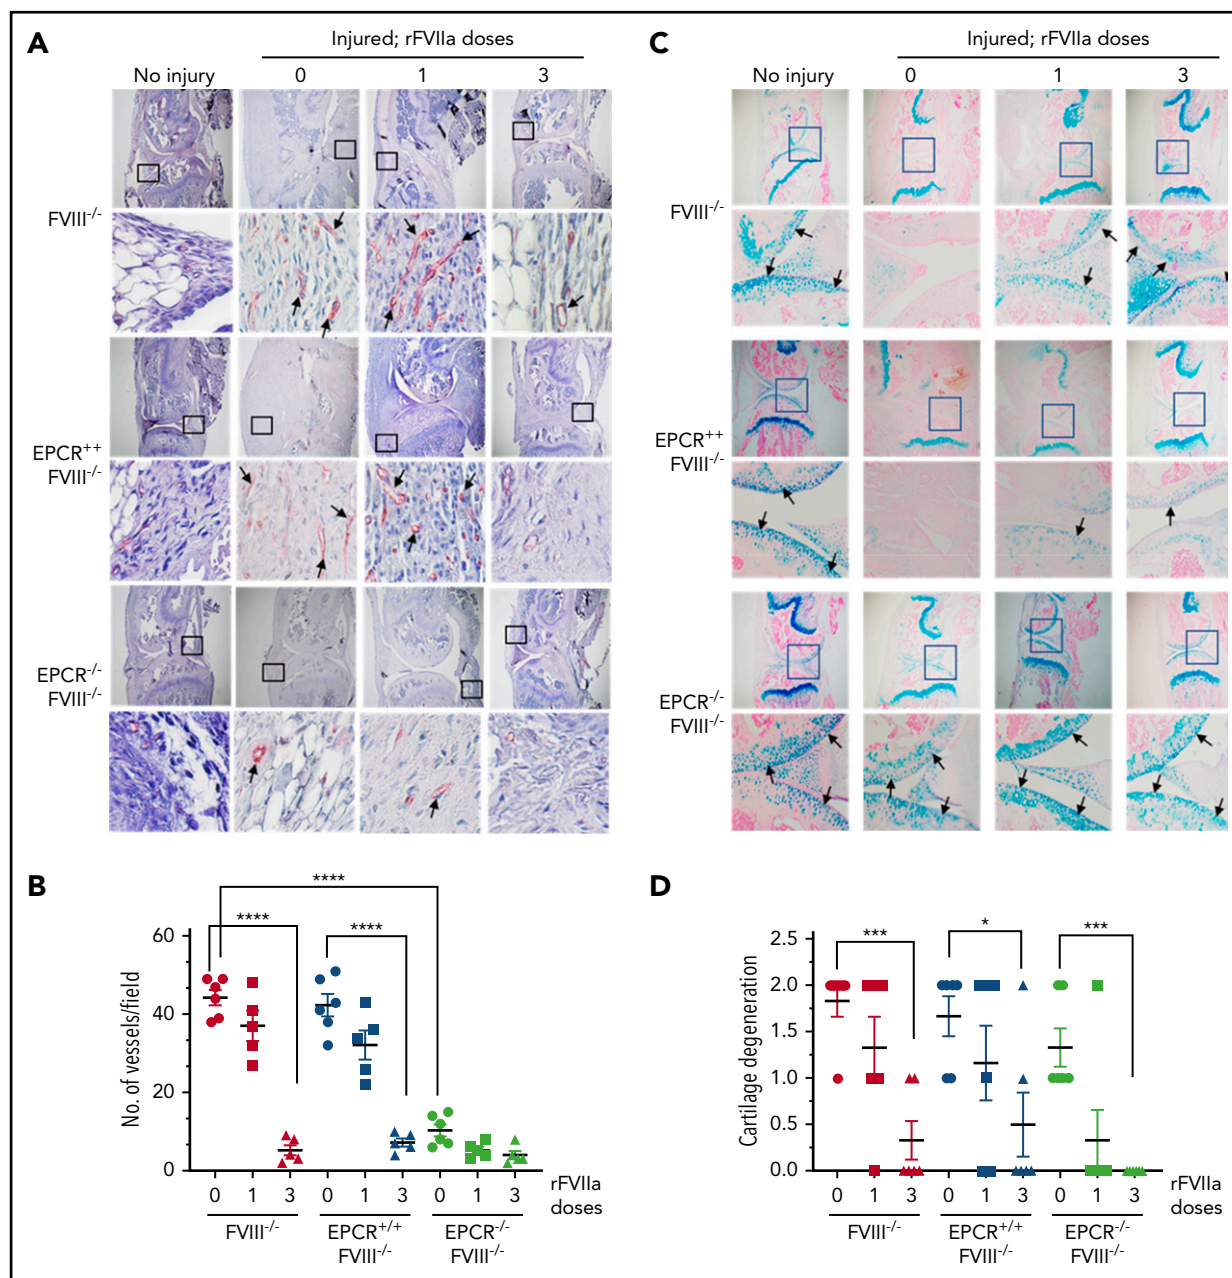 A
Injured; rFVIIa doses
No injury 0 1 3
FVIII-/-
EPCR++
FVIII-/-
EPCR-/-
FVIII-/-
C
Injured; rFVIIa doses
No injury 0 1 3
FVIII-/-
EPCR++
FVIII-/-
EPCR-/-
FVIII-/-
B
****
****
****
No. of vessels/field
60
40
20
0
0 1 3 0 1 3 0 1 3
rFVIIa
doses
FVIII-/-
EPCR+/+
FVIII-/-
EPCR-/-
FVIII-/-
D
***
*
***
Cartilage degeneration
2.5
2.0
1.5
1.0
0.5
0.0
0 1 3 0 1 3 0 1 3
rFVIIa
doses
FVIII-/-
EPCR+/+
FVIII-/-
EPCR-/-
FVIII-/-